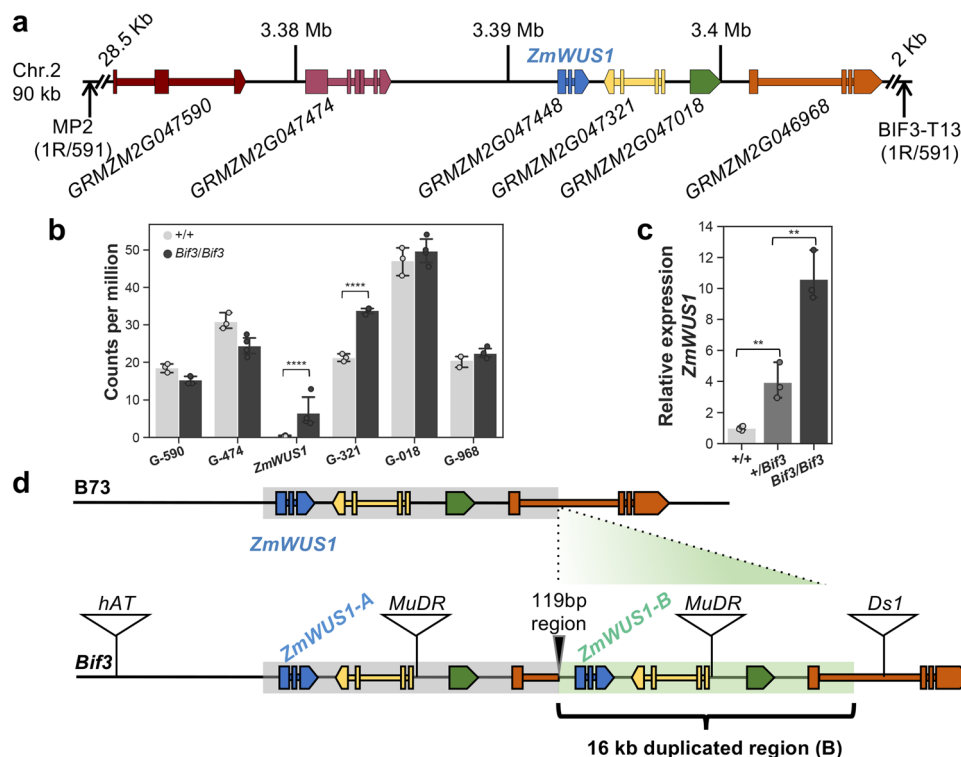 a
28.5 Kb
3.38 Mb
3.39 Mb
3.4 Mb
2 Kb
ZmWUS1
Chr.2
90 kb
MP2
(1R/591)
GRMZM2G047590
GRMZM2G047474
GRMZM2G047448
GRMZM2G047321
GRMZM2G047018
GRMZM2G046968
BIF3-T13
(1R/591)
b
+/+
Bif3/Bif3
Counts per million
50
40
30
20
10
0
****
****
G-590
G-474
ZmWUS1
G-321
G-018
G-968
c
Relative expression
ZmWUS1
14
12
10
8
6
4
2
0
**
**
+/+
+/Bif3
Bif3/Bif3
d
B73
ZmWUS1
hAT
ZmWUS1-A
MuDR
119bp
region
ZmWUS1-B
MuDR
Ds1
Bif3
16 kb duplicated region (B)